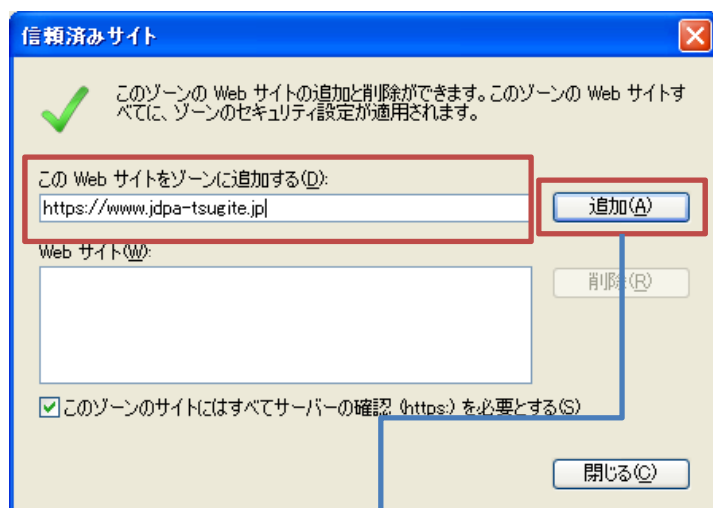 信頼済みサイト
このゾーンの Web サイトの追加と削除ができます。このゾーンの Web サイトす
べてに、ゾーンのセキュリティ設定が適用されます。
この Web サイトをゾーンに追加する(D):
https://www.jdpa-tsugite.jp
追加(A)
Web サイト(W):
削除(R)
このゾーンのサイトにはすべてサーバーの確認 (https:) を必要とする(S)
閉じる(C)